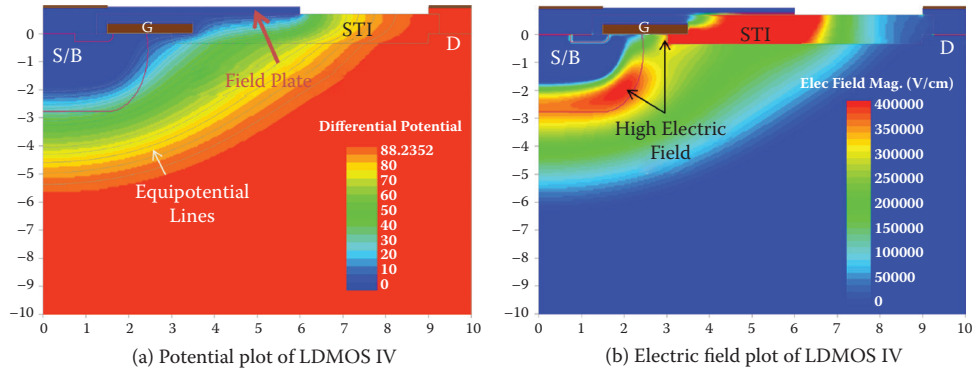 G
STI
S/B
D
Field Plate
Differential Potential
88.2352
80
70
60
50
40
30
20
10
0
Equipotential
Lines
0
−1
−2
−3
−4
−5
−6
−7
−8
−9
−10
0 1 2 3 4 5 6 7 8 9 10
(a) Potential plot of LDMOS IV
G
STI
S/B
D
Elec Field Mag. (V/cm)
400000
350000
300000
250000
200000
150000
100000
50000
0
High Electric
Field
0
−1
−2
−3
−4
−5
−6
−7
−8
−9
−10
0 1 2 3 4 5 6 7 8 9 10
(b) Electric field plot of LDMOS IV